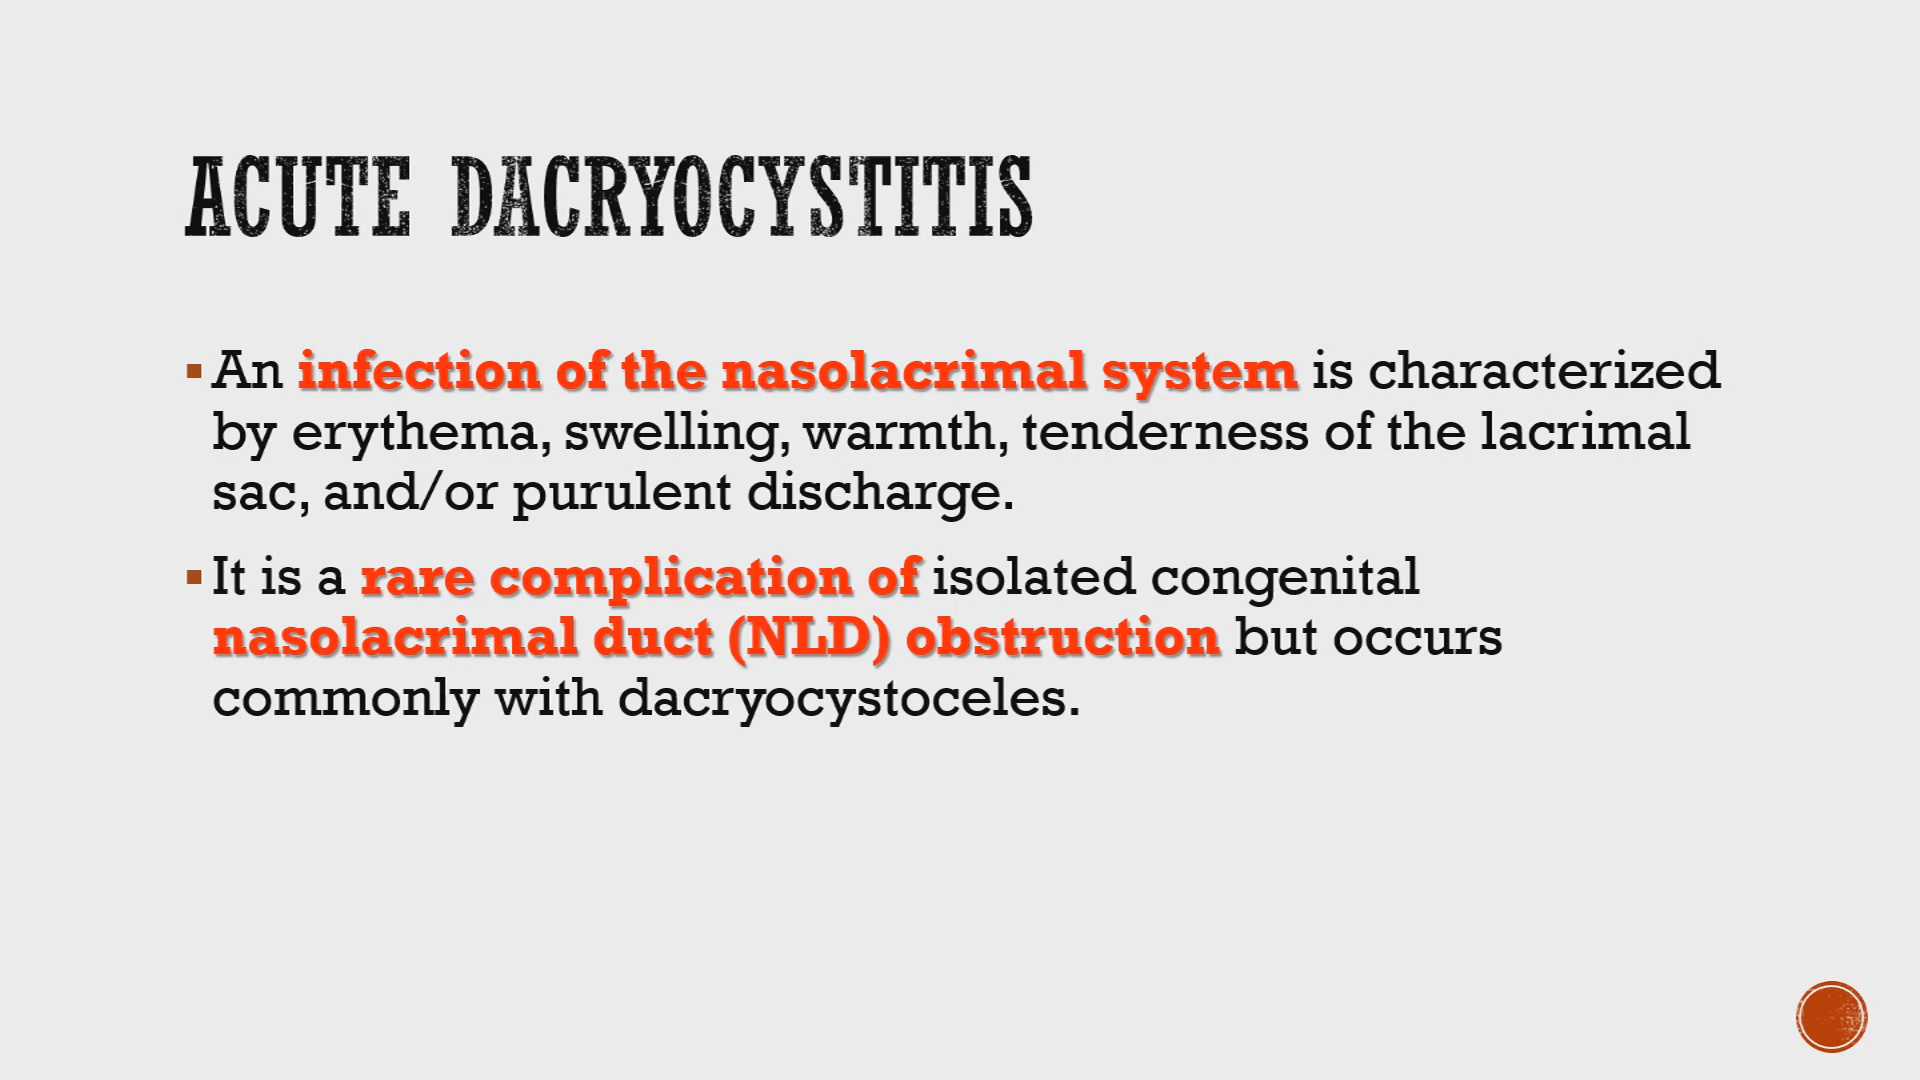 ACUTE DACRYOCYSTITIS
▪An infection of the nasolacrimal system is characterized
by erythema, swelling, warmth, tenderness of the lacrimal
sac, and/or purulent discharge.
▪It is a rare complication of isolated congenital
nasolacrimal duct (NLD) obstruction but occurs
commonly with dacryocystoceles.